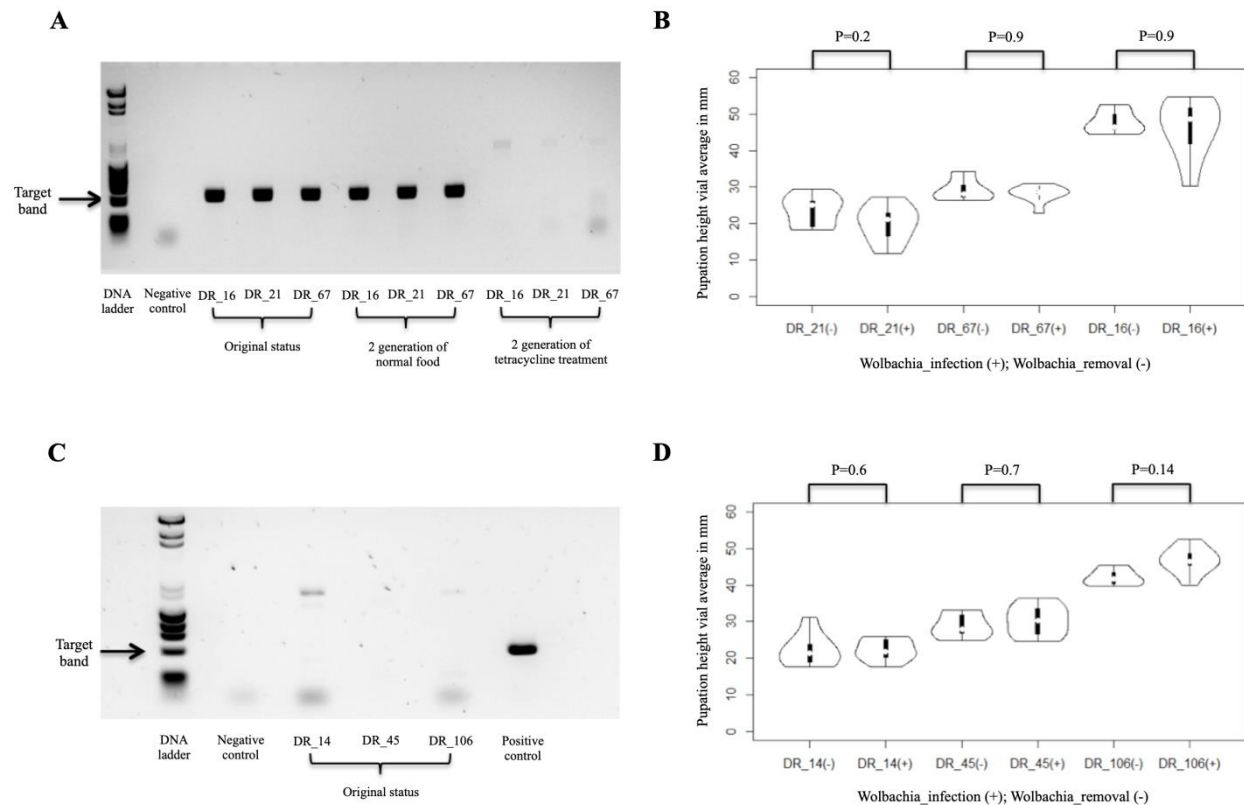 A
Target
band
DNA
ladder
Negative
control
DR_16
DR_21
DR_67
DR_16
DR_21
DR_67
DR_16
DR_21
DR_67
Original status
2 generation of
normal food
2 generation of
tetracycline treatment
B
P=0.2
P=0.9
P=0.9
Pupation height vial average in mm
60
50
40
30
20
10
0
DR_21(-)
DR_21(+)
DR_67(-)
DR_67(+)
DR_16(-)
DR_16(+)
Wolbachia_infection (+); Wolbachia_removal (-)
C
Target
band
DNA
ladder
Negative
control
DR_14
DR_45
DR_106
Positive
control
Original status
D
P=0.6
P=0.7
P=0.14
Pupation height vial average in mm
60
50
40
30
20
10
0
DR_14(-)
DR_14(+)
DR_45(-)
DR_45(+)
DR_106(-)
DR_106(+)
Wolbachia_infection (+); Wolbachia_removal (-)